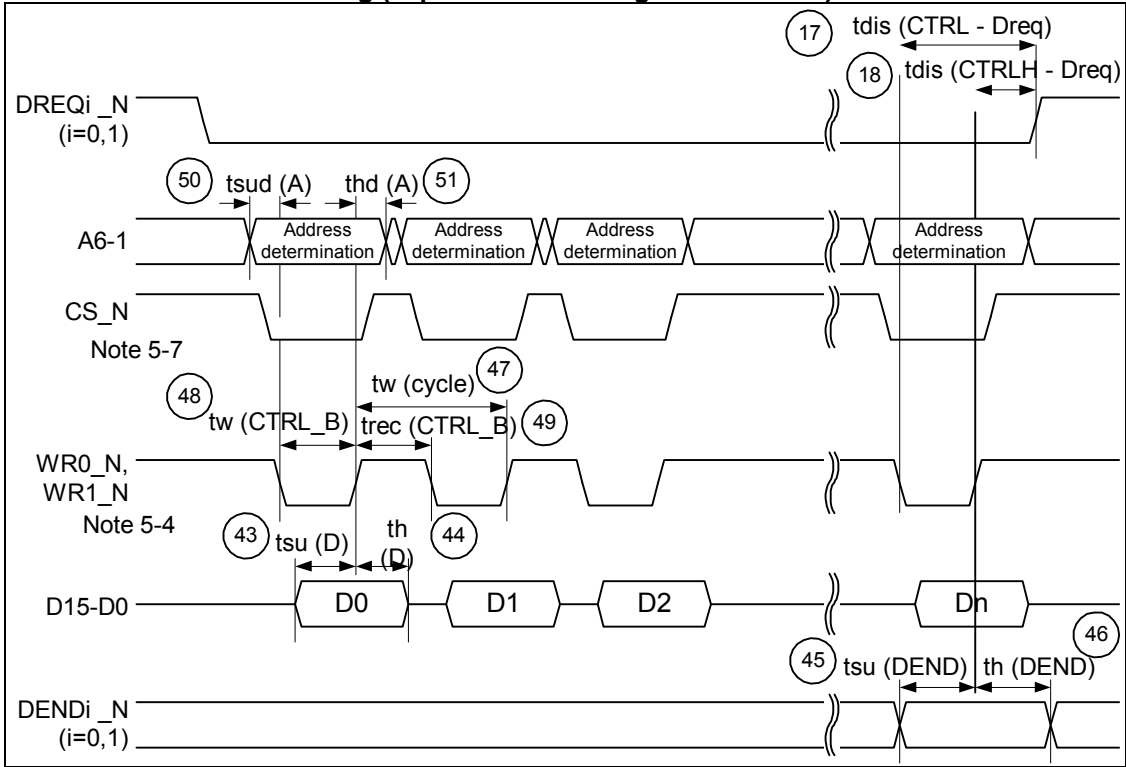 17 tdis (CTRL - Dreq)
18 tdis (CTRLH - Dreq)
DREQi _N
(i=0,1)
50 tsud (A) thd (A) 51
A6-1
Address determination
Address determination
Address determination
Address determination
CS_N
Note 5-7
47
tw (cycle)
48
tw (CTRL_B) trec (CTRL_B) 49
WR0_N,
WR1_N
Note 5-4
43 tsu (D) th (D) 44
D15-D0 D0 D1 D2 Dn
46
45 tsu (DEND) th (DEND)
DENDi _N
(i=0,1)